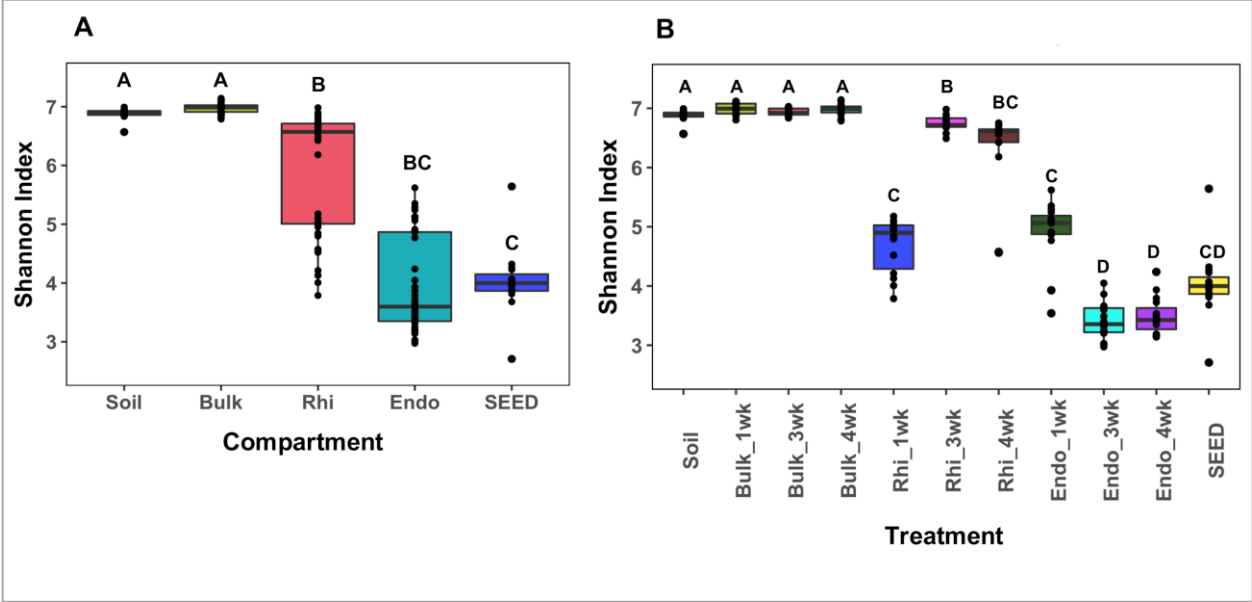 A
Shannon Index
7
6
5
4
3
A
A
B
BC
C
Soil
Bulk
Rhi
Endo
SEED
Compartment
B
Shannon Index
7
6
5
4
3
A
A
A
A
C
B
BC
C
D
D
CD
Soil
Bulk_1wk
Bulk_3wk
Bulk_4wk
Rhi_1wk
Rhi_3wk
Rhi_4wk
Endo_1wk
Endo_3wk
Endo_4wk
SEED
Treatment